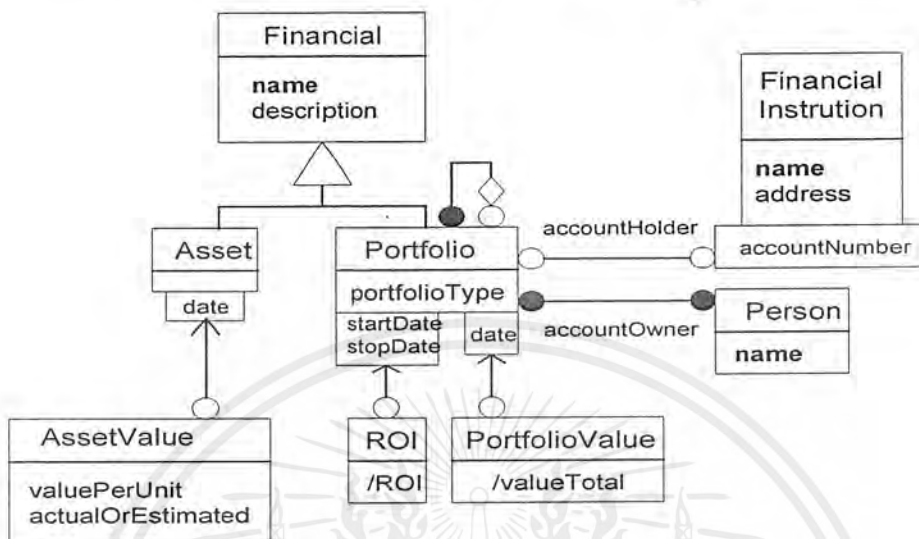 Financial
name
description
Financial
Instrution
name
address
accountNumber
Asset
date
Portfolio
portfolioType
startDate
stopDate
date
accountHolder
accountOwner
Person
name
AssetValue
valuePerUnit
actualOrEstimated
ROI
/ROI
PortfolioValue
/valueTotal